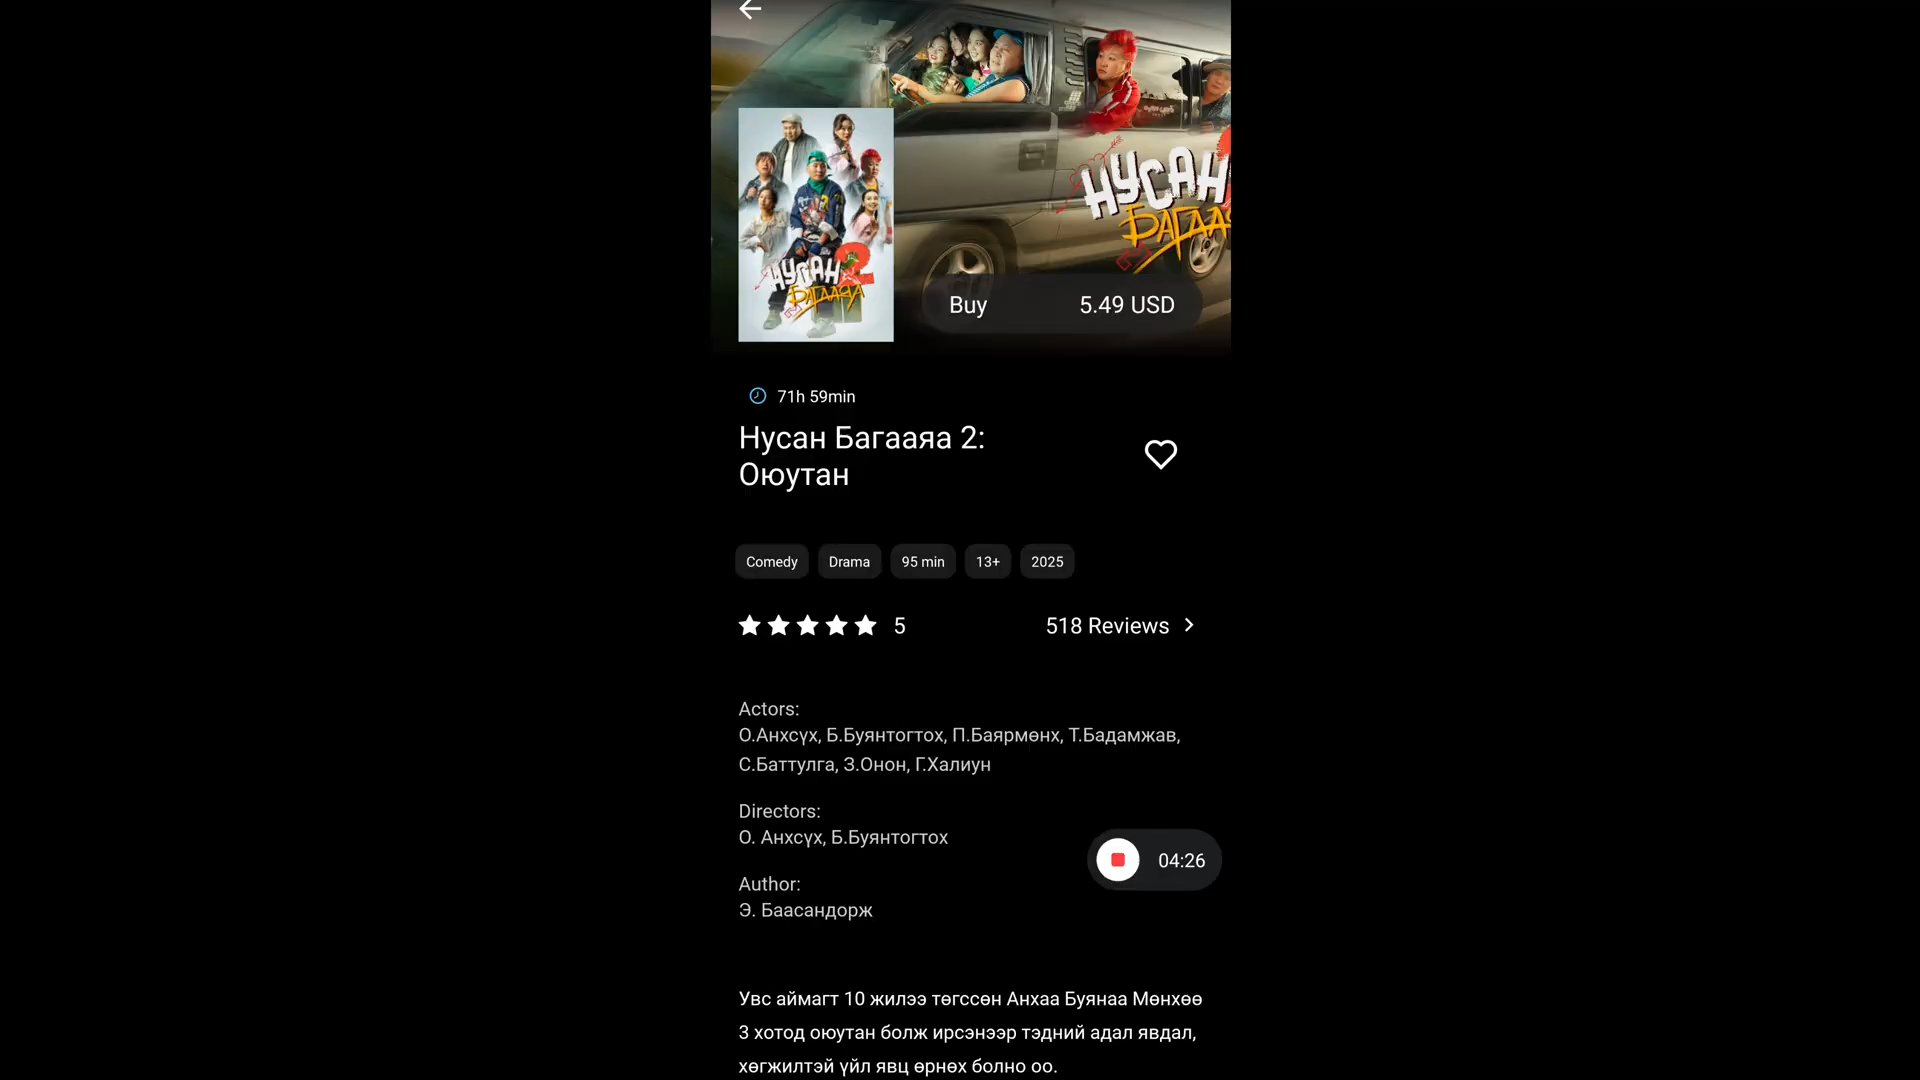 НУСАН
БАГАА
НУСАН 2
БАГААЯА
Buy
5.49 USD
71h 59min
Нусан Багааяа 2:
Оюутан
Comedy
Drama
95 min
13+
2025
5
518 Reviews
Actors:
О.Анхсүх, Б.Буянтогтох, П.Баярмөнх, Т.Бадамжав,
С.Баттулга, З.Онон, Г.Халиун
Directors:
О. Анхсүх, Б.Буянтогтох
04:26
Author:
Э. Баасандорж
Увс аймагт 10 жилээ төгссөн Анхаа Буянаа Мөнхөө
3 хотод оюутан болж ирсэнээр тэдний адал явдал,
хөгжилтэй үйл явц өрнөх болно оо.